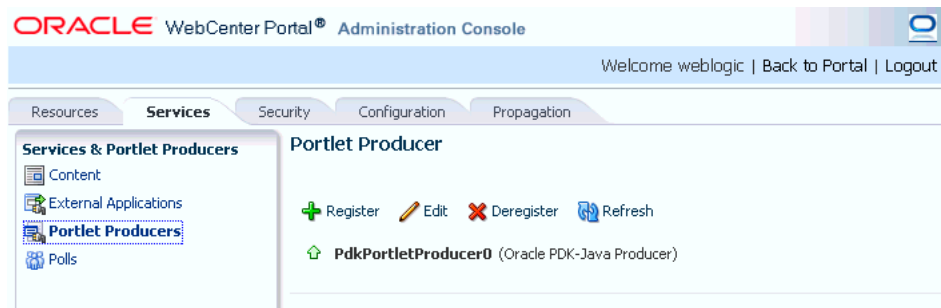 ORACLE WebCenter Portal® Administration Console
Welcome weblogic | Back to Portal | Logout
Resources Services Security Configuration Propagation
Services & Portlet Producers
Content
External Applications
Portlet Producers
Polls
Portlet Producer
Register Edit Deregister Refresh
PdkPortletProducer0 (Oracle PDK-Java Producer)